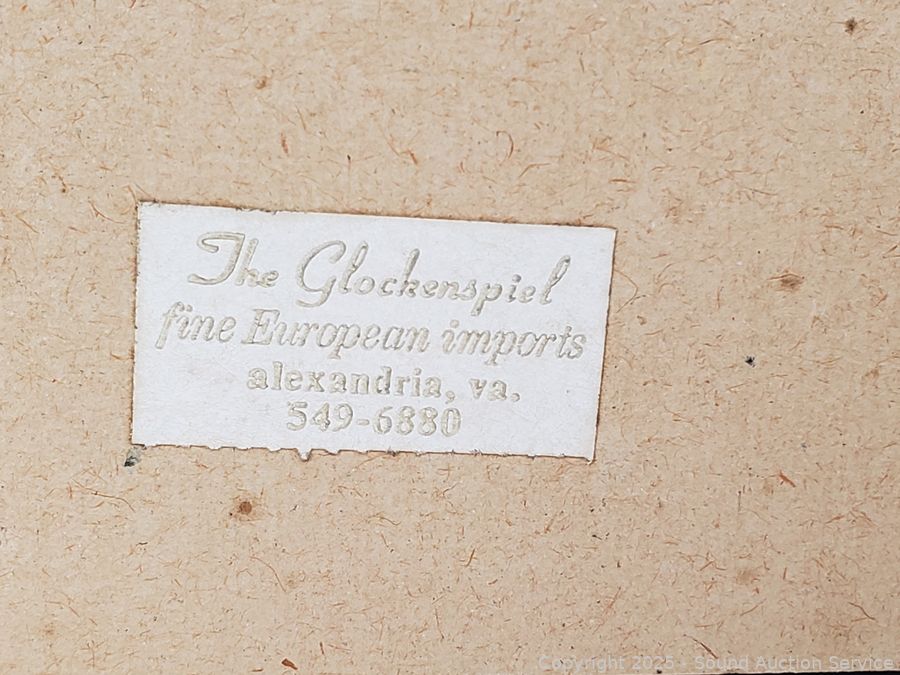 The Glockenspiel
fine European imports
alexandria, va.
549-6880
Copyright 2025 - Sound Auction Service